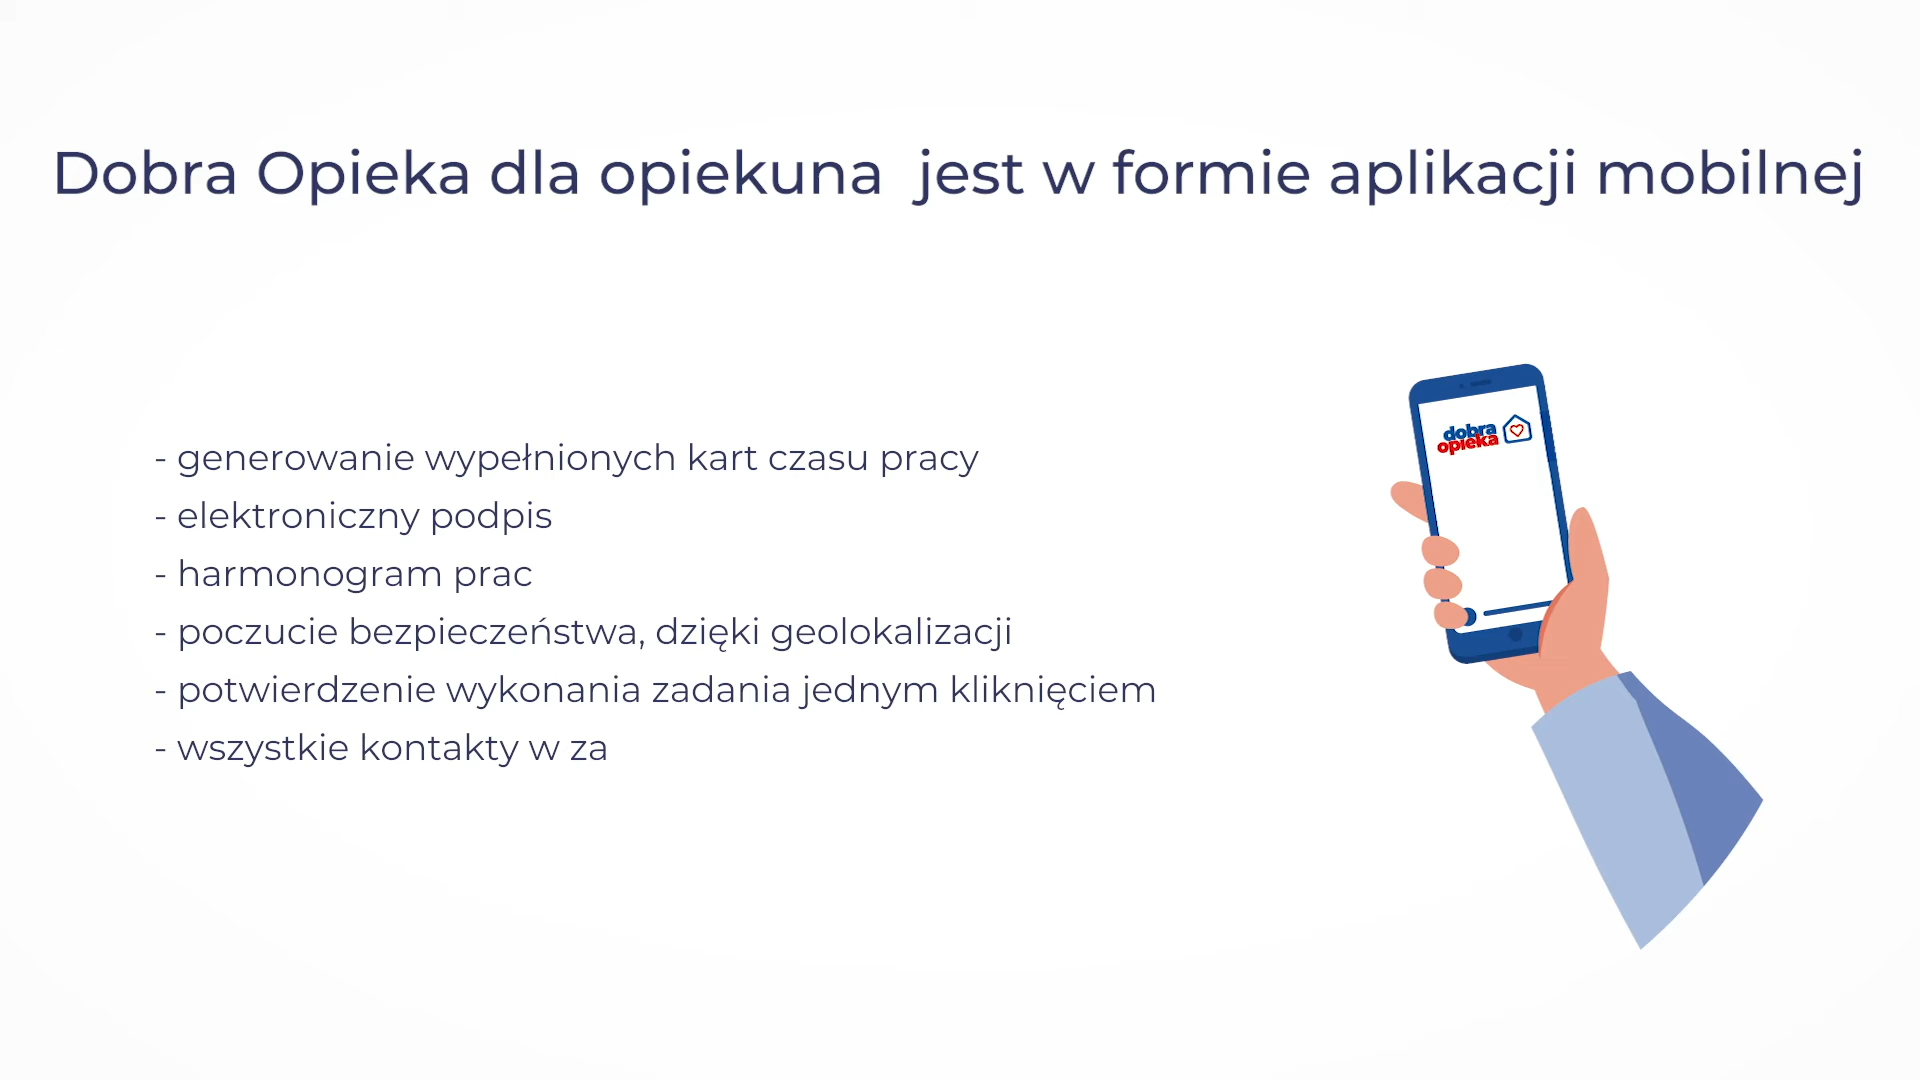 Dobra Opieka dla opiekuna jest w formie aplikacji mobilnej
dobra
opieka
- generowanie wypełnionych kart czasu pracy
- elektroniczny podpis
- harmonogram prac
- poczucie bezpieczeństwa, dzięki geolokalizacji
- potwierdzenie wykonania zadania jednym kliknięciem
- wszystkie kontakty w za